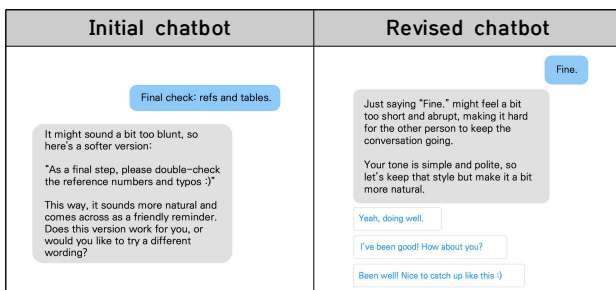 Initial chatbot
Revised chatbot
Final check: refs and tables.
It might sound a bit too blunt, so
here's a softer version:
"As a final step, please double-check
the reference numbers and typos :)"
This way, it sounds more natural and
comes across as a friendly reminder.
Does this version work for you, or
would you like to try a different
wording?
Fine.
Just saying "Fine." might feel a bit
too short and abrupt, making it hard
for the other person to keep the
conversation going.
Your tone is simple and polite, so
let's keep that style but make it a bit
more natural.
Yeah, doing well.
I've been good! How about you?
Been well! Nice to catch up like this :)